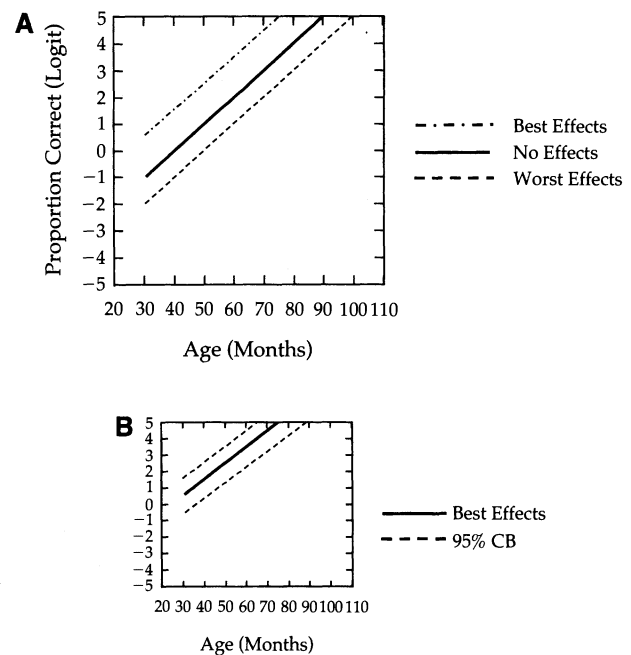 A
Proportion Correct (Logit)
5
4
3
2
1
0
−1
−2
−3
−4
−5
20 30 40 50 60 70 80 90 100 110
Age (Months)
Best Effects
No Effects
Worst Effects
B
5
4
3
2
1
0
−1
−2
−3
−4
−5
20 30 40 50 60 70 80 90 100 110
Age (Months)
Best Effects
95% CB